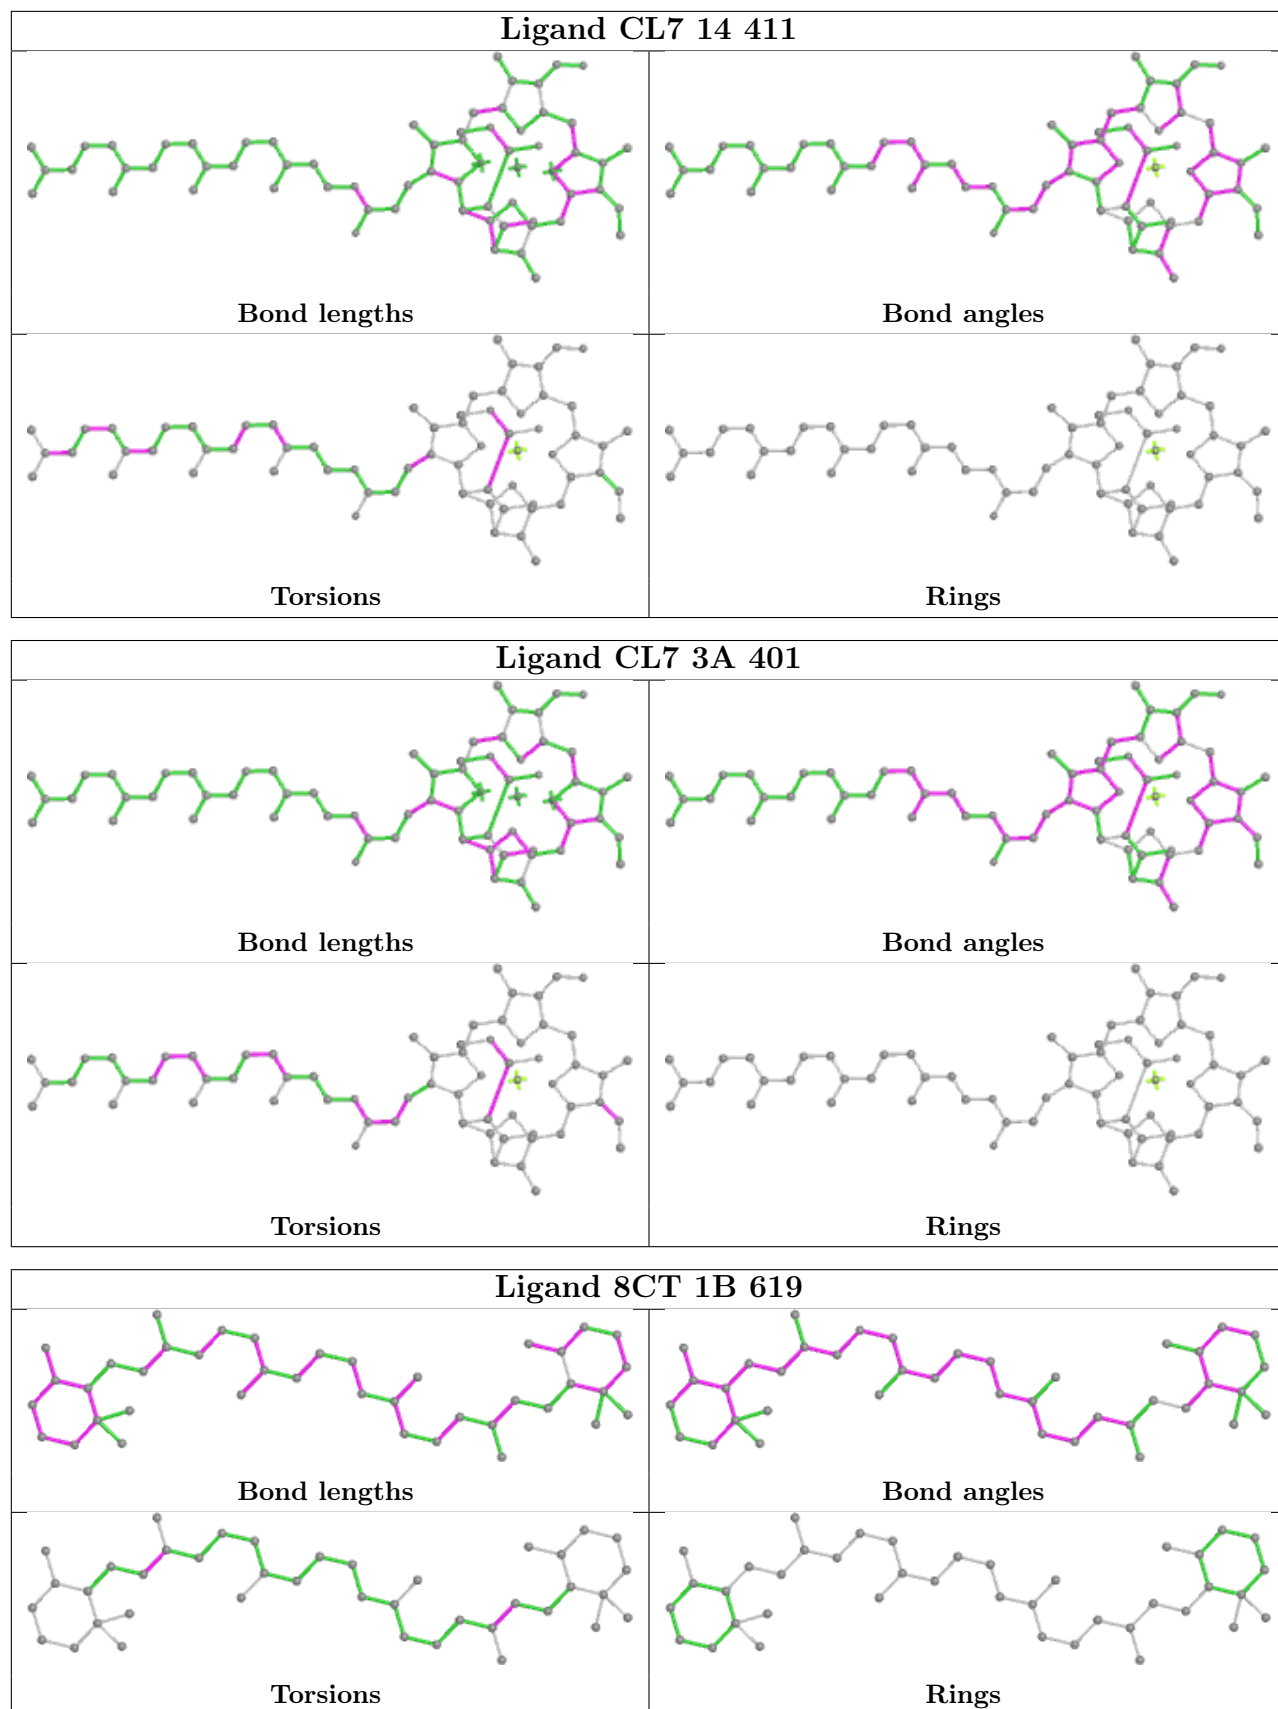 Ligand CL7 14 411
Bond lengths
Bond angles
Torsions
Rings
Ligand CL7 3A 401
Bond lengths
Bond angles
Torsions
Rings
Ligand 8CT 1B 619
Bond lengths
Bond angles
Torsions
Rings